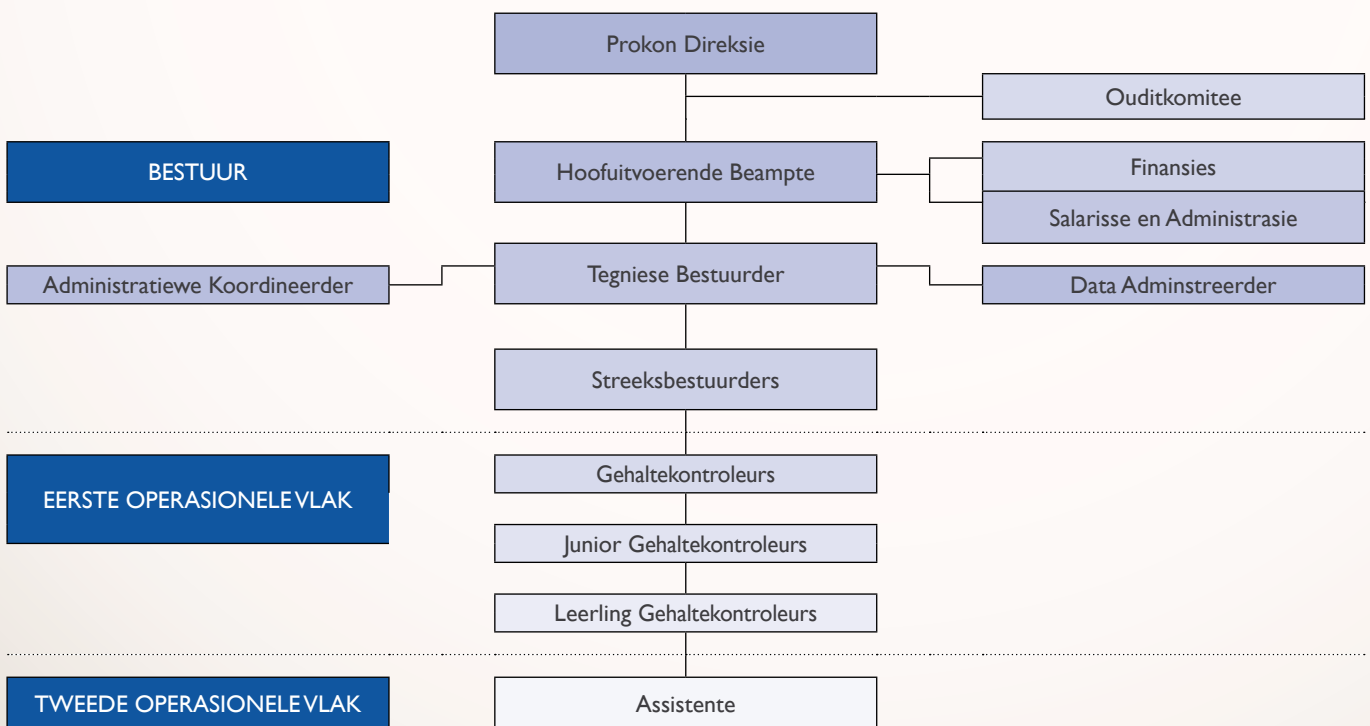 Prokon Direksie
Ouditkomitee
BESTUUR
Hoofuitvoerende Beampte
Finansies
Salarisse en Administrasie
Tegniese Bestuurder
Administratiewe Koordineerder
Data Adminstreerder
Streeksbestuurders
EERSTE OPERASIONELE VLAK
Gehaltekontroleurs
Junior Gehaltekontroleurs
Leerling Gehaltekontroleurs
TWEEDE OPERASIONELE VLAK
Assistente